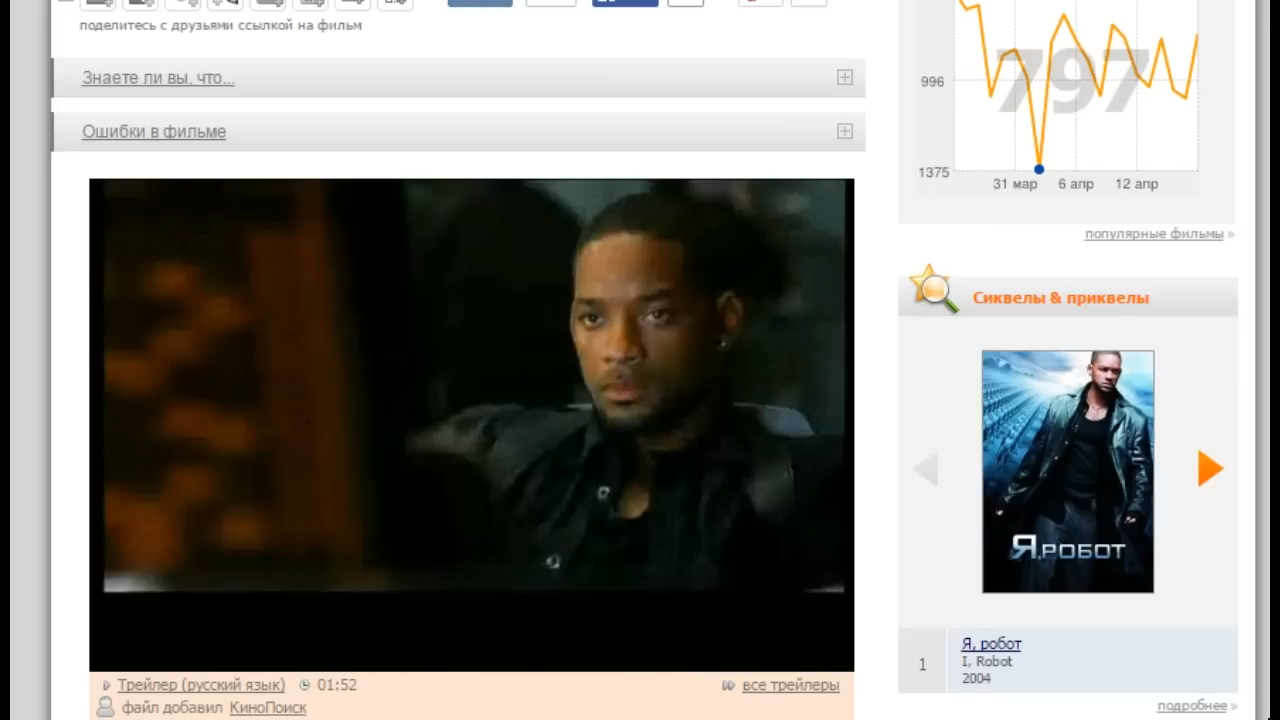 поделитесь с друзьями ссылкой на фильм
Знаете ли вы, что...
Ошибки в фильме
Трейлер (русский язык) 01:52
все трейлеры
файл добавил КиноПоиск
797
996
1375
31 мар 6 апр 12 апр
популярные фильмы »
Сиквелы & приквелы
Я,РОБОТ
1
Я, робот
I, Robot
2004
подробнее »